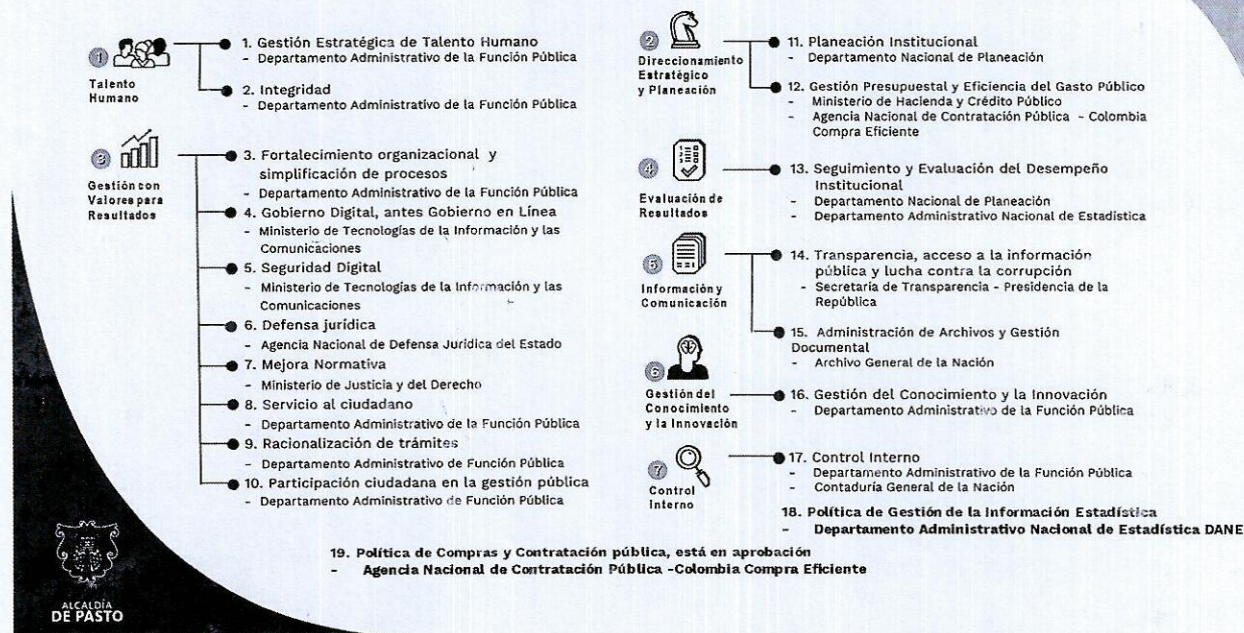 1
Talento
Humano
1. Gestión Estratégica de Talento Humano
- Departamento Administrativo de la Función Pública
2. Integridad
- Departamento Administrativo de la Función Pública
3
Gestión con
Valores para
Resultados
3. Fortalecimiento organizacional y
simplificación de procesos
- Departamento Administrativo de la Función Pública
4. Gobierno Digital, antes Gobierno en Línea
- Ministerio de Tecnologías de la Información y las
Comunicaciones
5. Seguridad Digital
- Ministerio de Tecnologías de la Información y las
Comunicaciones
6. Defensa jurídica
- Agencia Nacional de Defensa Jurídica del Estado
7. Mejora Normativa
- Ministerio de Justicia y del Derecho
8. Servicio al ciudadano
- Departamento Administrativo de la Función Pública
9. Racionalización de trámites
- Departamento Administrativo de Función Pública
10. Participación ciudadana en la gestión pública
- Departamento Administrativo de Función Pública
2
Direccionamiento
Estratégico
y Planeación
11. Planeación Institucional
- Departamento Nacional de Planeación
12. Gestión Presupuestal y Eficiencia del Gasto Público
- Ministerio de Hacienda y Crédito Público
- Agencia Nacional de Contratación Pública - Colombia
Compra Eficiente
4
Evaluación de
Resultados
13. Seguimiento y Evaluación del Desempeño
Institucional
- Departamento Nacional de Planeación
- Departamento Administrativo Nacional de Estadística
5
Información y
Comunicación
14. Transparencia, acceso a la información
pública y lucha contra la corrupción
- Secretaria de Transparencia - Presidencia de la
República
15. Administración de Archivos y Gestión
Documental
- Archivo General de la Nación
6
Gestión del
Conocimiento
y la Innovación
16. Gestión del Conocimiento y la Innovación
- Departamento Administrativo de la Función Pública
7
Control
Interno
17. Control Interno
- Departamento Administrativo de la Función Pública
- Contaduría General de la Nación
18. Política de Gestión de la Información Estadística
- Departamento Administrativo Nacional de Estadística DANE
19. Política de Compras y Contratación pública, está en aprobación
- Agencia Nacional de Contratación Pública -Colombia Compra Eficiente
ALCALDÍA
DE PASTO